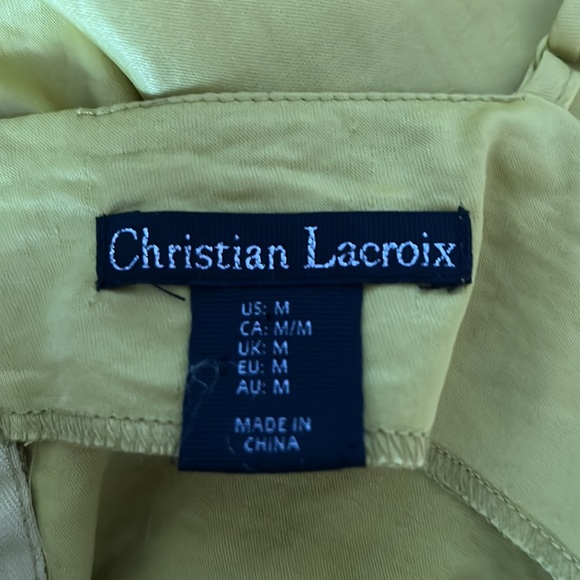 Christian Lacroix
US: M
CA: M/M
UK: M
EU: M
AU: M
MADE IN
CHINA